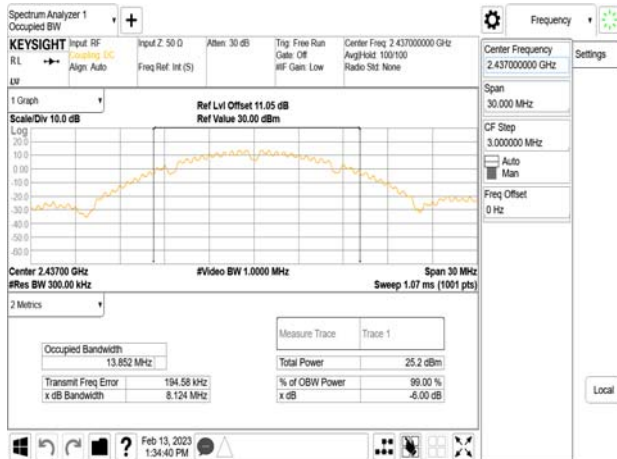 Spectrum Analyzer 1
Occupied BW
Frequency
KEYSIGHT
RL
Input: RF
Coupling: DC
Align: Auto
Input Z: 50 Ω
Freq Ref: Int (S)
Atten: 30 dB
Trig: Free Run
Gate: Off
#IF Gain: Low
Center Freq: 2.437000000 GHz
Avg|Hold: 100/100
Radio Std: None
1 Graph
Scale/Div 10.0 dB
Ref Lvl Offset 11.05 dB
Ref Value 30.00 dBm
Log
20.0
10.0
0.00
-10.0
-20.0
-30.0
-40.0
-50.0
-60.0
Center 2.43700 GHz
#Res BW 300.00 kHz
#Video BW 1.0000 MHz
Span 30 MHz
Sweep 1.07 ms (1001 pts)
2 Metrics
Measure Trace Trace 1
Occupied Bandwidth
13.852 MHz
Total Power 25.2 dBm
Transmit Freq Error 194.58 kHz
% of OBW Power 99.00 %
x dB Bandwidth 8.124 MHz
x dB -6.00 dB
Feb 13, 2023
1:34:40 PM
Center Frequency
2.437000000 GHz
Settings
Span
30.000 MHz
CF Step
3.000000 MHz
Auto
Man
Freq Offset
0 Hz
Local